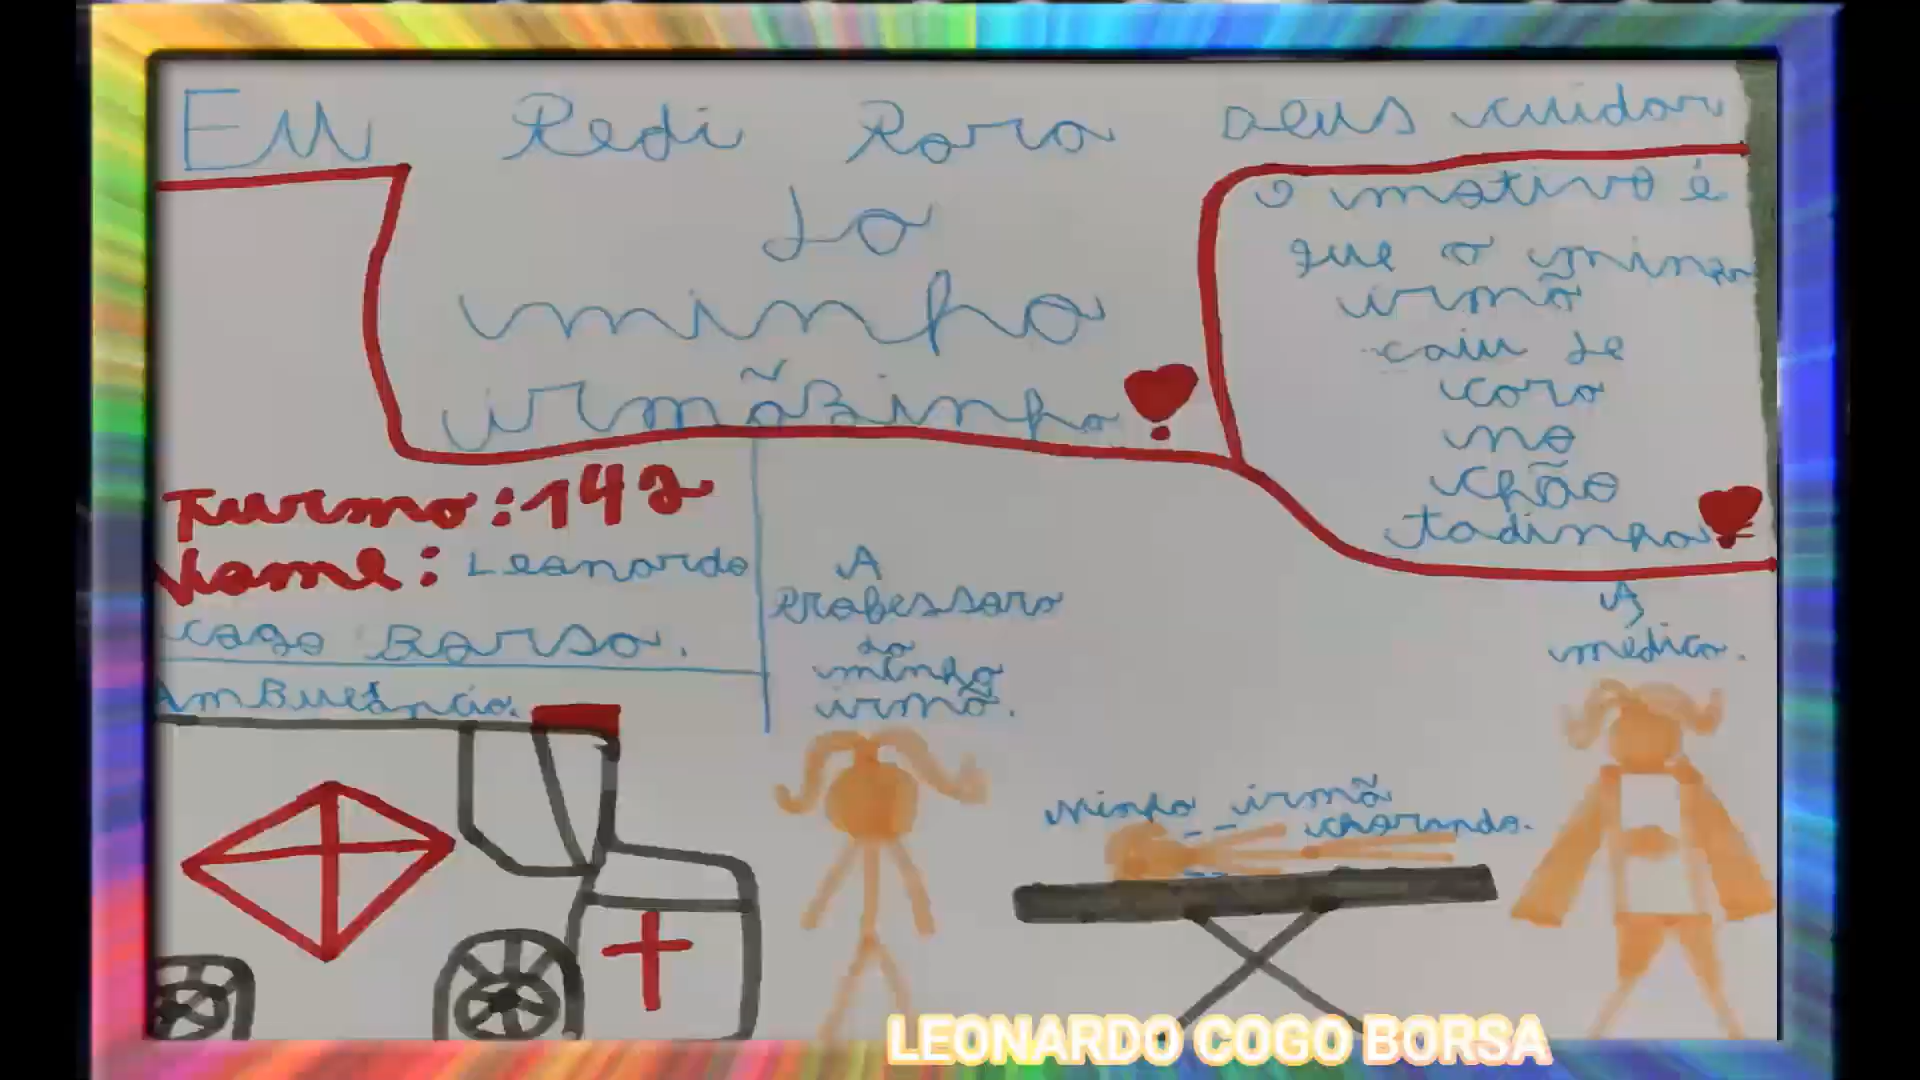 Eu Pedi Para Deus cuidar
da
minha
irmãzinha
o motivo é
que a minha
irmã
caiu de
cara
no
chão
tadinha
Turma: 142
Nome: Leonardo
Cogo Borsa.
Ambulância.
A
Professora
da
minha
irmã.
Minha irmã
chorando.
A
médica.
LEONARDO COGO BORSA